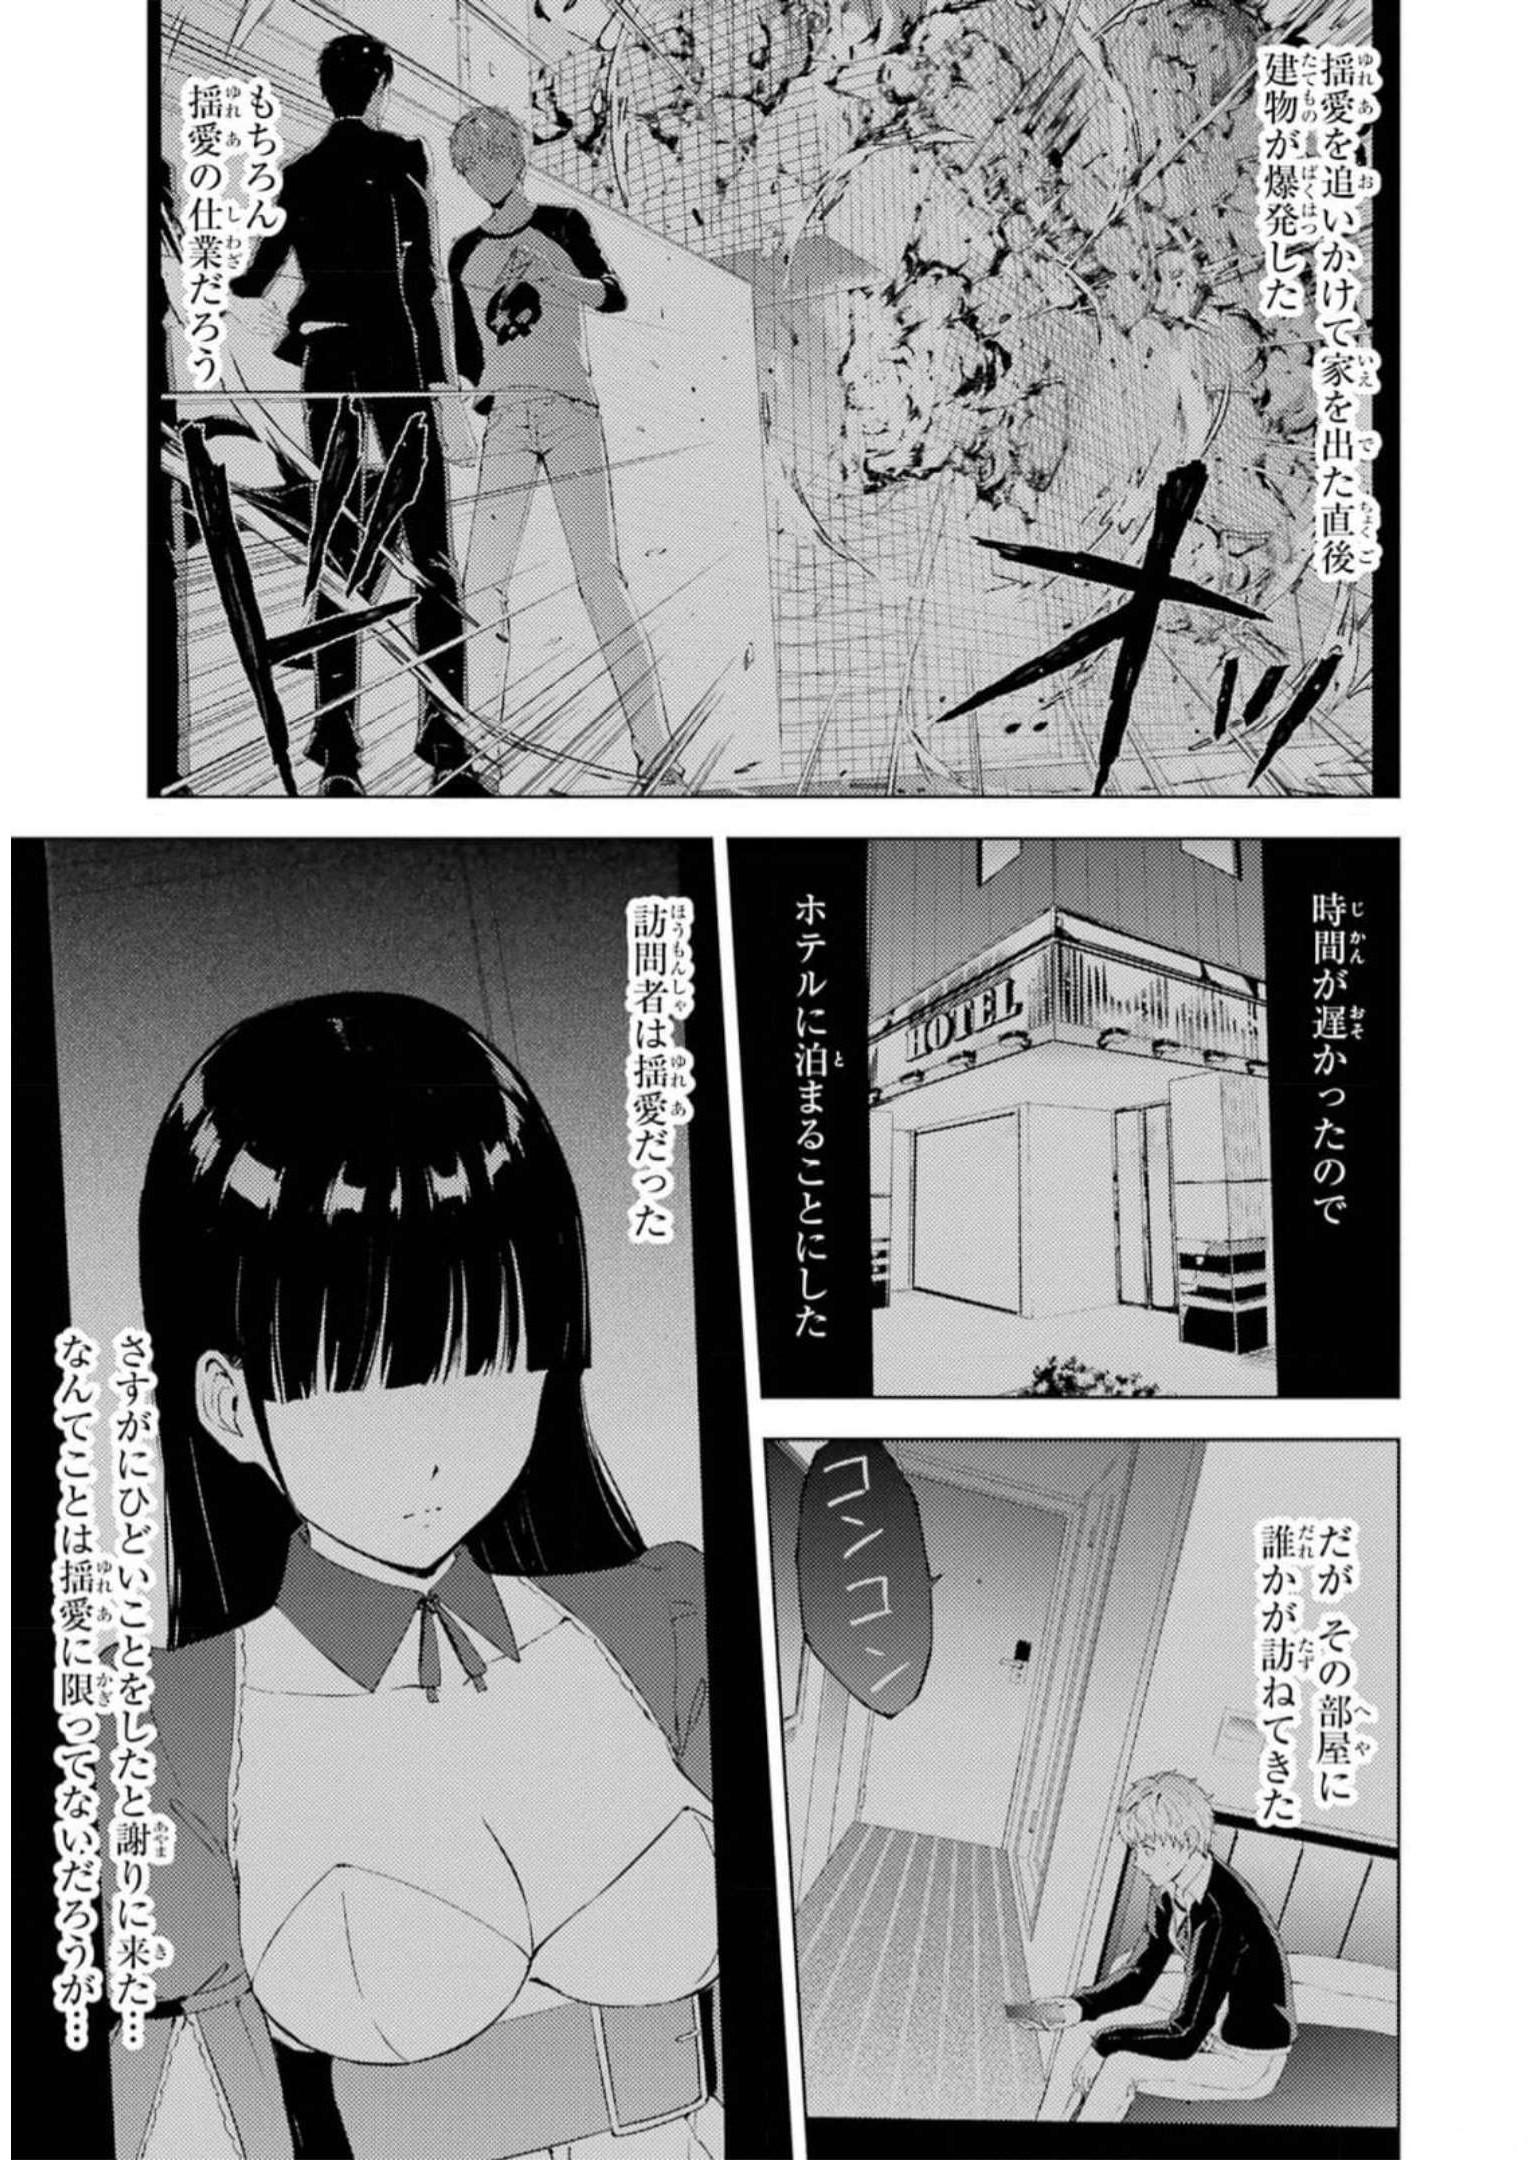 揺愛を追いかけて家を出た直後
建物が爆発した
もちろん
揺愛の仕業だろう
ドオッ
時間が遅かったので
ホテルに泊まることにした
HOTEL
だが その部屋に
誰かが訪ねてきた
コンコン
訪問者は揺愛だった
さすがにひどいことをしたと謝りに来た…
なんてことは揺愛に限ってないだろうが…